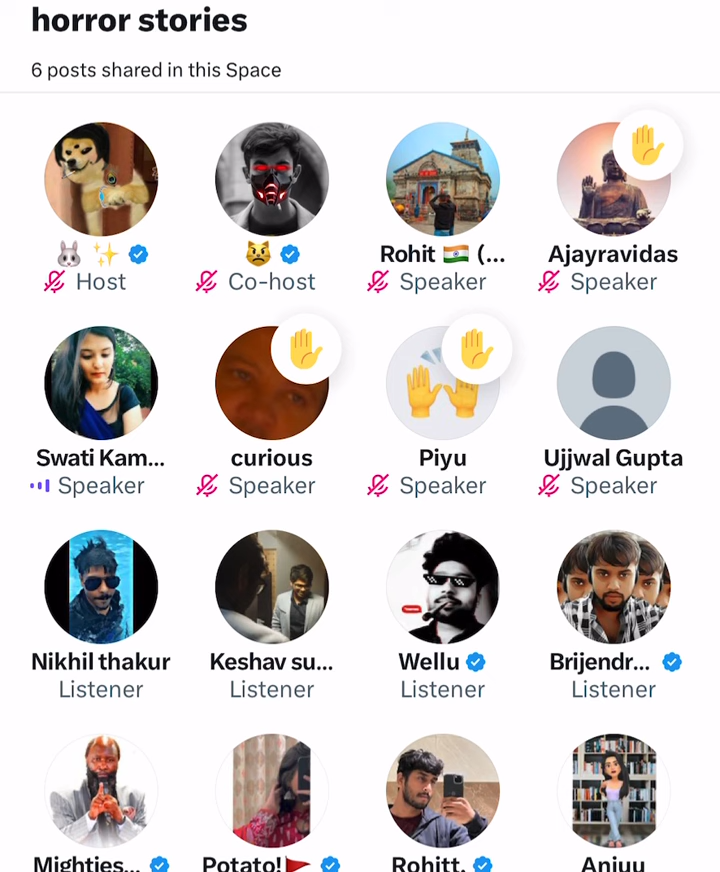 horror stories
6 posts shared in this Space
🐰 ✨
Host
😾
Co-host
Rohit 🇮🇳 (...
Speaker
Ajayravidas
Speaker
Swati Kam...
Speaker
curious
Speaker
Piyu
Speaker
Ujjwal Gupta
Speaker
Nikhil thakur
Listener
Keshav su...
Listener
Wellu
Listener
Brijendr...
Listener
Mighties...
Potato!🚩
Rohitt.
Anjuu